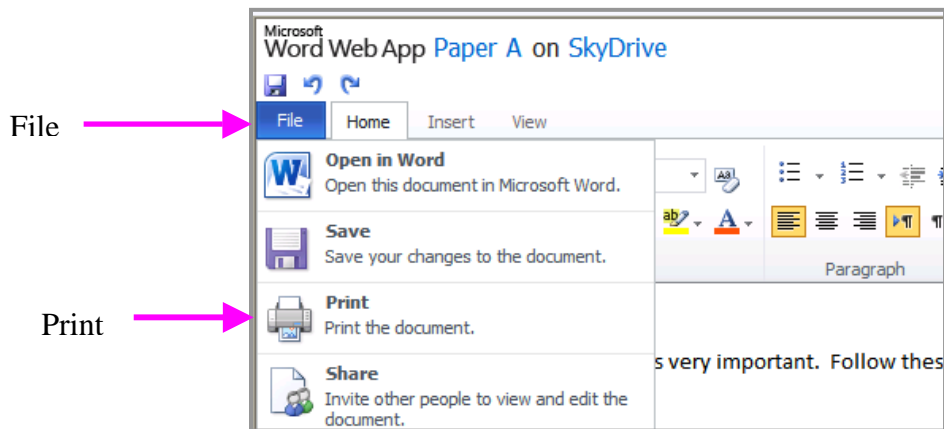 Microsoft
Word Web App Paper A on SkyDrive
File
File Home Insert View
Open in Word
Open this document in Microsoft Word.
Save
Save your changes to the document.
Paragraph
Print
Print
Print the document.
s very important. Follow thes
Share
Invite other people to view and edit the
document.